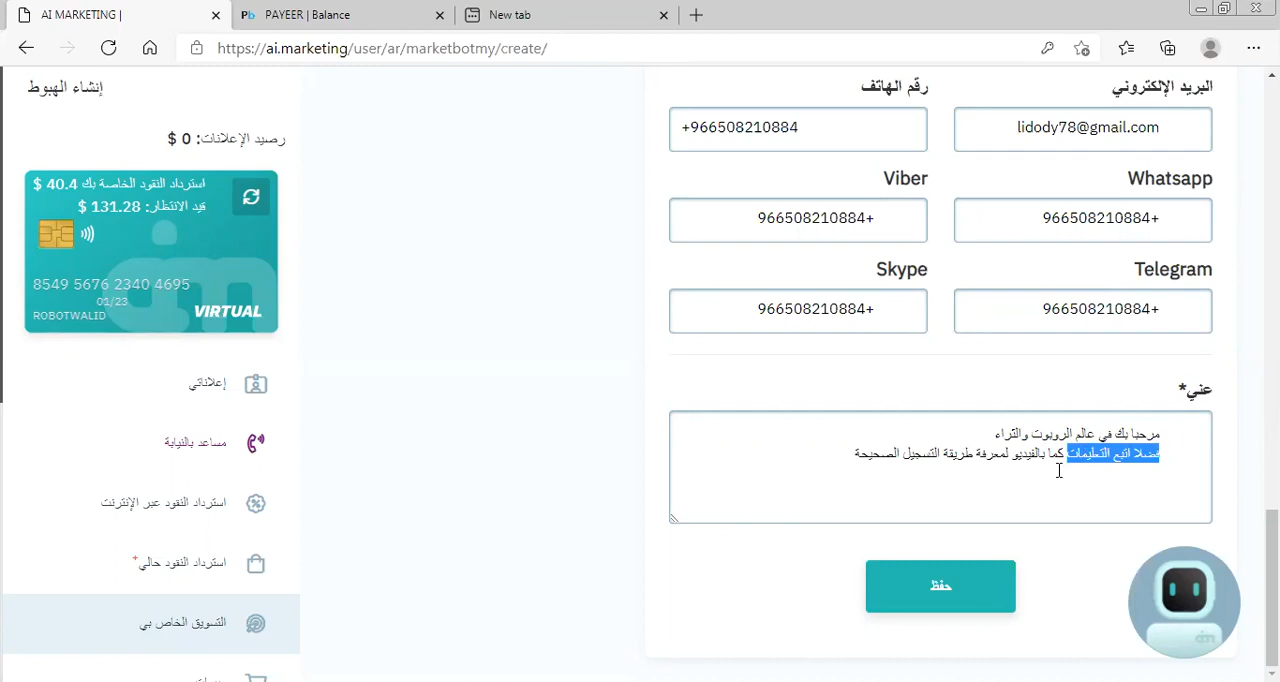 AI MARKETING |
PAYEER | Balance
New tab
https://ai.marketing/user/ar/marketbotmy/create/
إنشاء الهبوط
رصيد الإعلانات: 0 $
استرداد النقود الخاصة بك 40.4 $
قيد الانتظار: 131.28 $
8549 5676 2340 4695
01/23
ROBOTWALID
VIRTUAL
إعلاناتي
مساعد بالنيابة
استرداد النقود عبر الإنترنت
استرداد النقود حالي*
التسويق الخاص بي
البريد الإلكتروني
رقم الهاتف
lidody78@gmail.com
+966508210884
Whatsapp
Viber
966508210884+
966508210884+
Telegram
Skype
966508210884+
966508210884+
عني*
مرحبا بك في عالم الروبوت والثراء
فضلا اتبع التعليمات كما بالفيديو لمعرفة طريقة التسجيل الصحيحة
حفظ